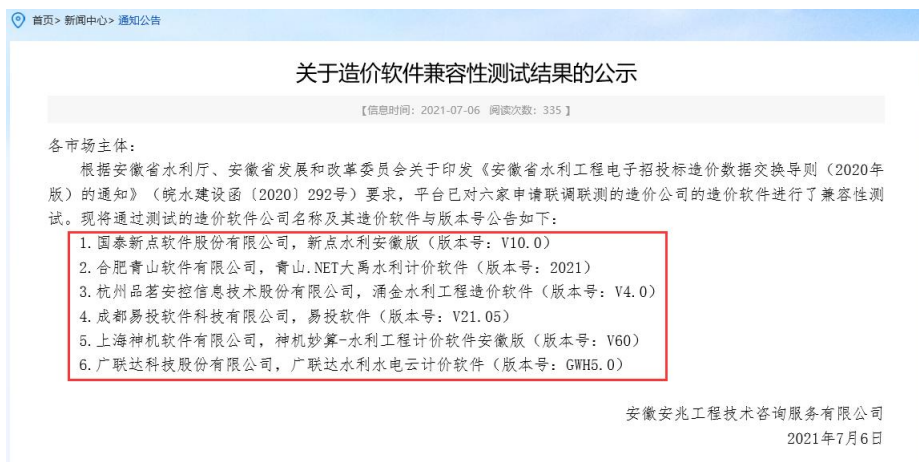 首页> 新闻中心> 通知公告
关于造价软件兼容性测试结果的公示
【信息时间: 2021-07-06 阅读次数: 335 】
各市场主体：
根据安徽省水利厅、安徽省发展和改革委员会关于印发《安徽省水利工程电子招投标造价数据交换导则（2020年
版）的通知》（皖水建设函〔2020〕292号）要求，平台已对六家申请联调联测的造价公司的造价软件进行了兼容性测
试。现将通过测试的造价软件公司名称及其造价软件与版本号公告如下：
1.国泰新点软件股份有限公司，新点水利安徽版（版本号：V10.0）
2.合肥青山软件有限公司，青山.NET大禹水利计价软件（版本号：2021）
3.杭州品茗安控信息技术股份有限公司，涌金水利工程造价软件（版本号：V4.0）
4.成都易投软件科技有限公司，易投软件（版本号：V21.05）
5.上海神机软件有限公司，神机妙算-水利工程计价软件安徽版（版本号：V60）
6.广联达科技股份有限公司，广联达水利水电云计价软件（版本号：GWH5.0）
安徽安兆工程技术咨询服务有限公司
2021年7月6日